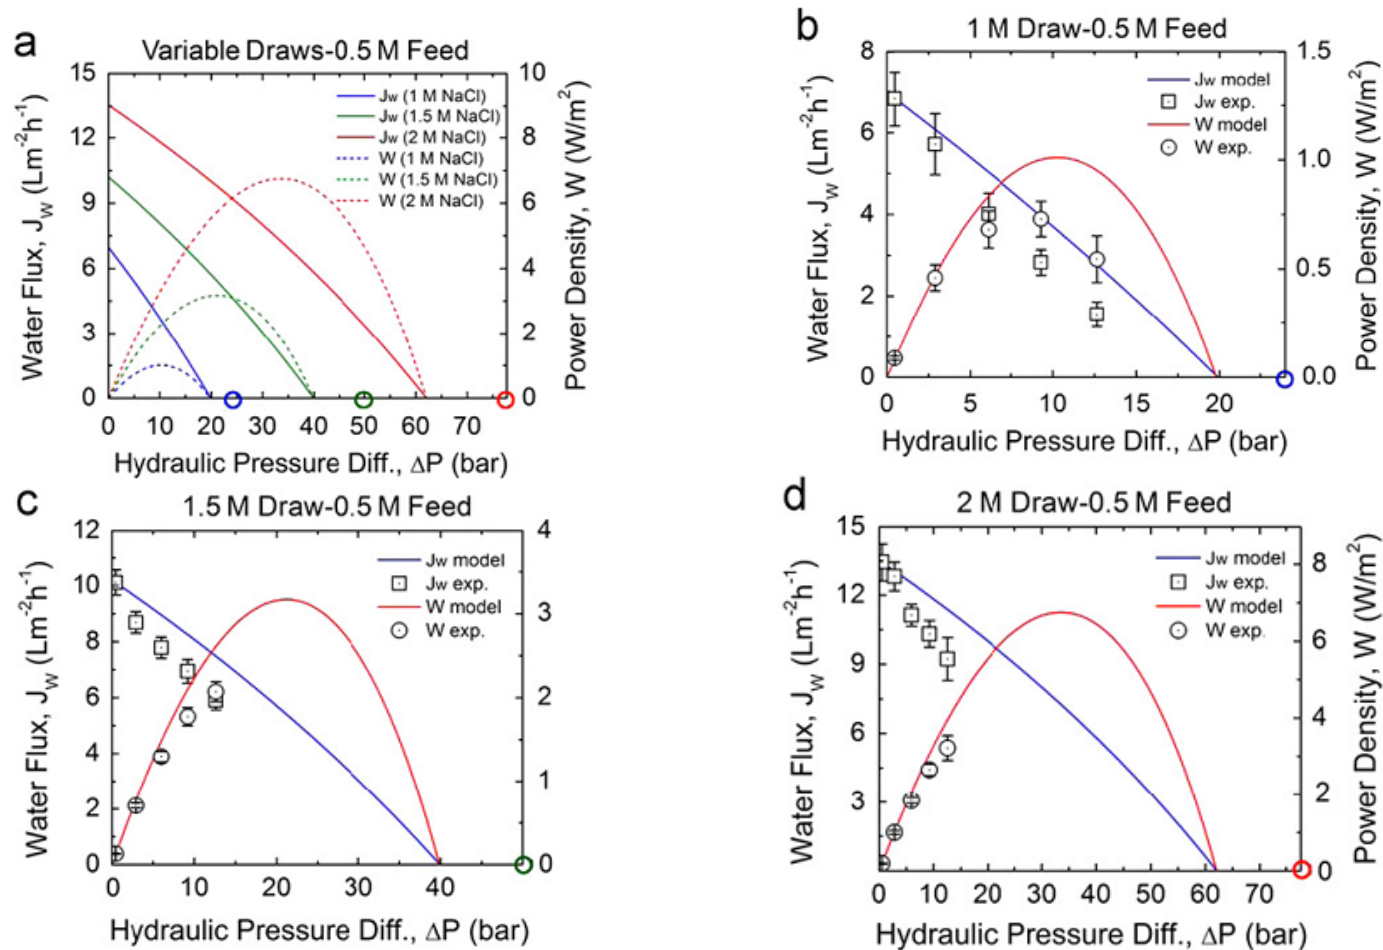 a
Variable Draws-0.5 M Feed
15
12
9
6
3
0
10
8
6
4
2
0
Jw (1 M NaCl)
Jw (1.5 M NaCl)
Jw (2 M NaCl)
W (1 M NaCl)
W (1.5 M NaCl)
W (2 M NaCl)
0 10 20 30 40 50 60 70
Water Flux, Jw (Lm-2h-1)
Power Density, W (W/m2)
Hydraulic Pressure Diff., ΔP (bar)
b
1 M Draw-0.5 M Feed
8
6
4
2
0
1.5
1.0
0.5
0.0
Jw model
Jw exp.
W model
W exp.
0 5 10 15 20
Water Flux, Jw (Lm-2h-1)
Power Density, W (W/m2)
Hydraulic Pressure Diff., ΔP (bar)
c
1.5 M Draw-0.5 M Feed
12
10
8
6
4
2
0
4
3
2
1
0
Jw model
Jw exp.
W model
W exp.
0 10 20 30 40
Water Flux, Jw (Lm-2h-1)
Hydraulic Pressure Diff., ΔP (bar)
d
2 M Draw-0.5 M Feed
15
12
9
6
3
8
6
4
2
0
Jw model
Jw exp.
W model
W exp.
0 10 20 30 40 50 60 70
Water Flux, Jw (Lm-2h-1)
Power Density, W (W/m2)
Hydraulic Pressure Diff., ΔP (bar)